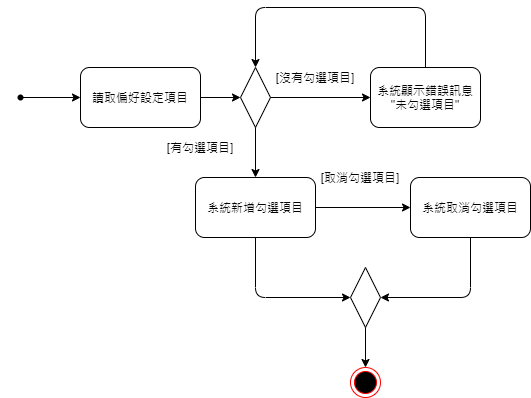 [沒有勾選項目]
讀取偏好設定項目
系統顯示錯誤訊息
"未勾選項目"
[有勾選項目]
[取消勾選項目]
系統新增勾選項目
系統取消勾選項目